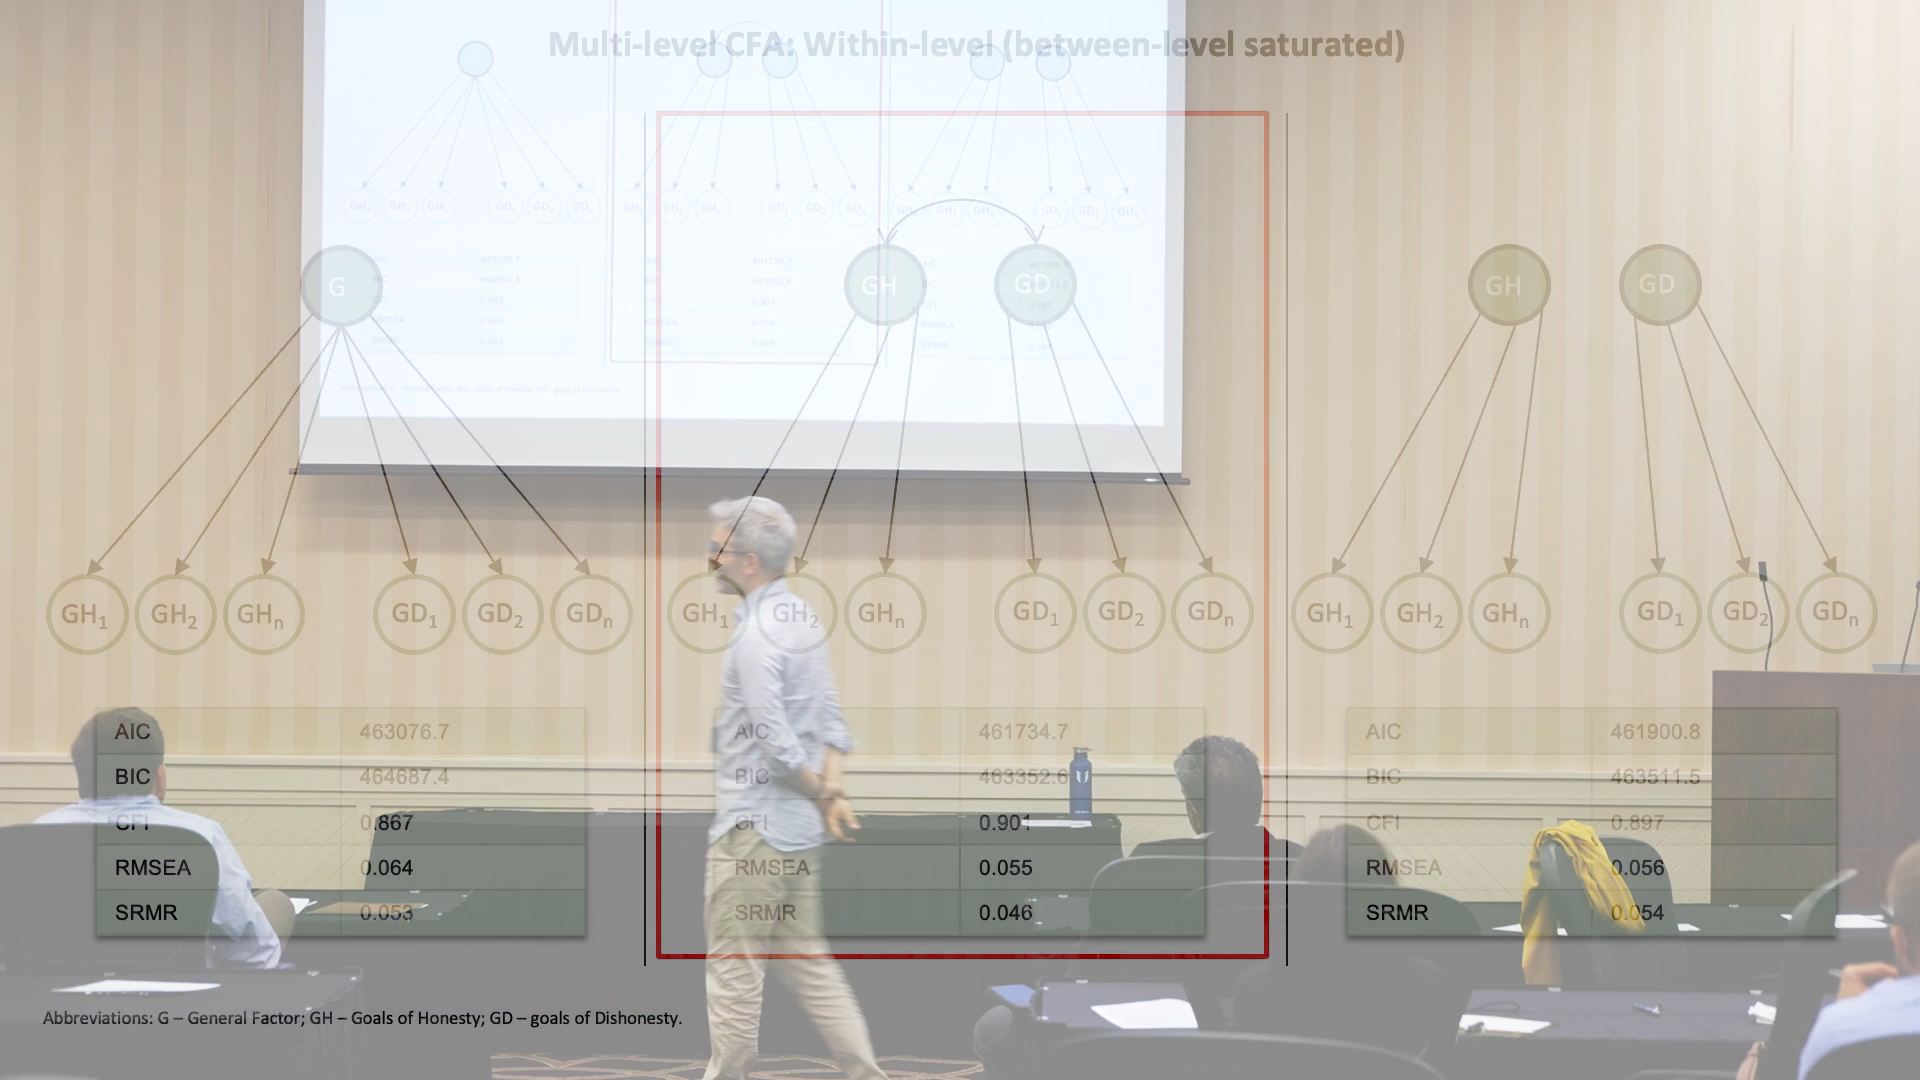 Multi-level CFA: Within-level (between-level saturated)
G
GH GD
GH GD
GH1 GH2 GHn GD1 GD2 GDn
GH1 GH2 GHn GD1 GD2 GDn
GH1 GH2 GHn GD1 GD2 GDn
AIC 463076.7
BIC 464687.4
CFI 0.867
RMSEA 0.064
SRMR 0.053
AIC 461734.7
BIC 463352.6
CFI 0.901
RMSEA 0.055
SRMR 0.046
AIC 461900.8
BIC 463511.5
CFI 0.897
RMSEA 0.056
SRMR 0.054
Abbreviations: G – General Factor; GH – Goals of Honesty; GD – goals of Dishonesty.